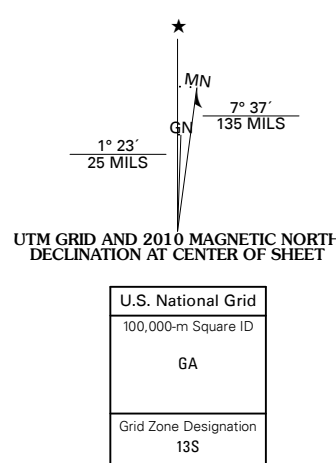 ★
MN
GN
7° 37´
135 MILS
1° 23´
25 MILS
UTM GRID AND 2010 MAGNETIC NORTH
DECLINATION AT CENTER OF SHEET
U.S. National Grid
100,000-m Square ID
GA
Grid Zone Designation
13S